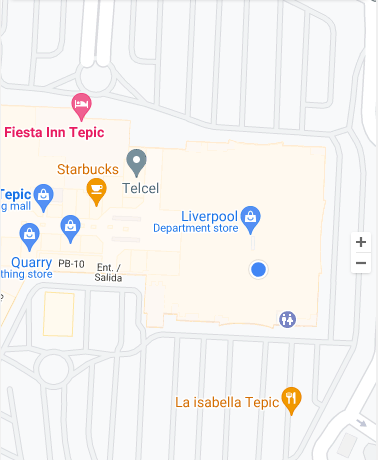 Fiesta Inn Tepic
Starbucks
Telcel
Tepic
ng mall
Liverpool
Department store
Quarry
thing store
PB-10
Ent. /
Salida
La isabella Tepic
+
−